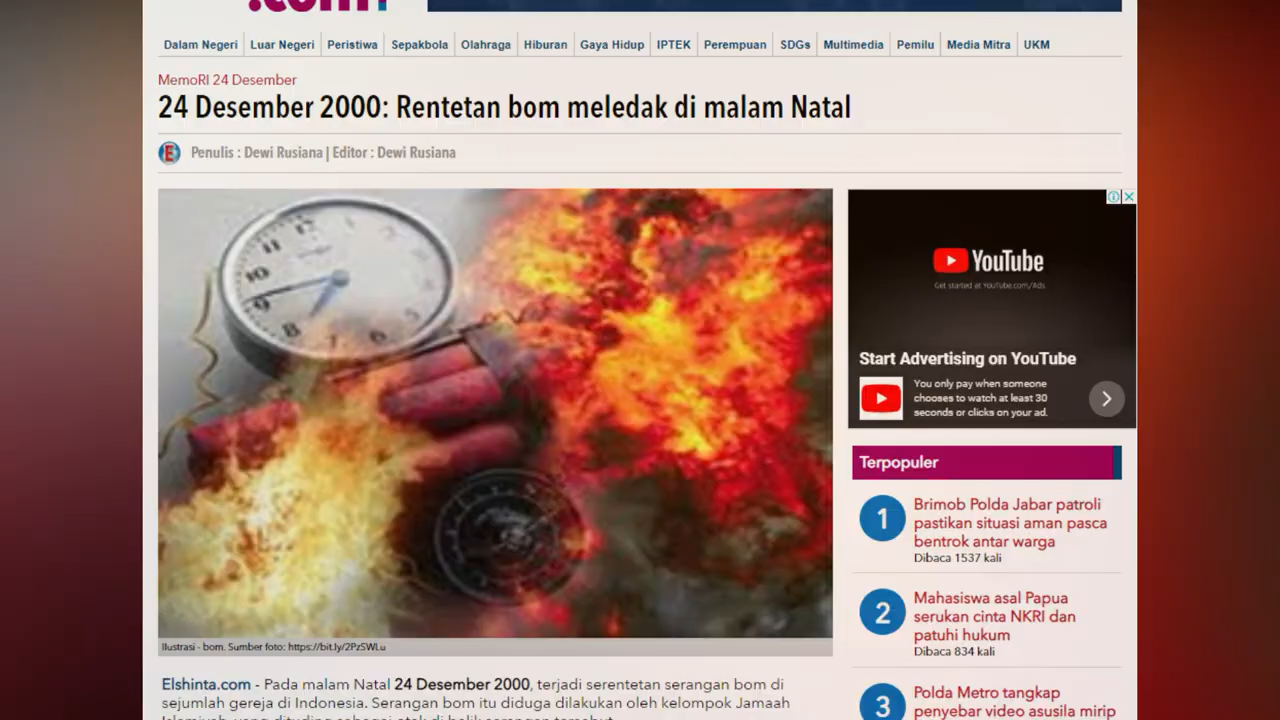 .com
Dalam Negeri Luar Negeri Peristiwa Sepakbola Olahraga Hiburan Gaya Hidup IPTEK Perempuan SDGs Multimedia Pemilu Media Mitra UKM
MemoRI 24 Desember
24 Desember 2000: Rentetan bom meledak di malam Natal
E Penulis : Dewi Rusiana | Editor : Dewi Rusiana
12
11
10
9
8
7
6
YouTube
Get started at YouTube.com/Ads
Start Advertising on YouTube
You only pay when someone
chooses to watch at least 30
seconds or clicks on your ad.
Terpopuler
1 Brimob Polda Jabar patroli
pastikan situasi aman pasca
bentrok antar warga
Dibaca 1537 kali
2 Mahasiswa asal Papua
serukan cinta NKRI dan
patuhi hukum
Dibaca 834 kali
3 Polda Metro tangkap
penyebar video asusila mirip
Ilustrasi - bom. Sumber foto: https://bit.ly/2PzSWLu
Elshinta.com - Pada malam Natal 24 Desember 2000, terjadi serentetan serangan bom di
sejumlah gereja di Indonesia. Serangan bom itu diduga dilakukan oleh kelompok Jamaah